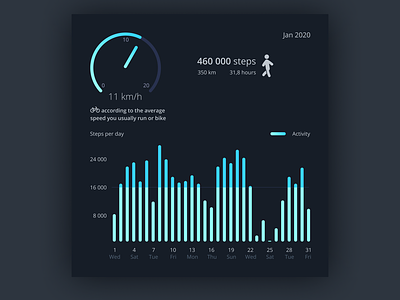 Jan 2020
10
0
20
11 km/h
460 000 steps
350 km
31,8 hours
according to the average
speed you usually run or bike
Steps per day
Activity
24 000
16 000
8 000
1 4 7 10 13 16 19 22 25 28 31
Wed Sat Tue Fri Mon Thu Sun Wed Sat Tue Fri